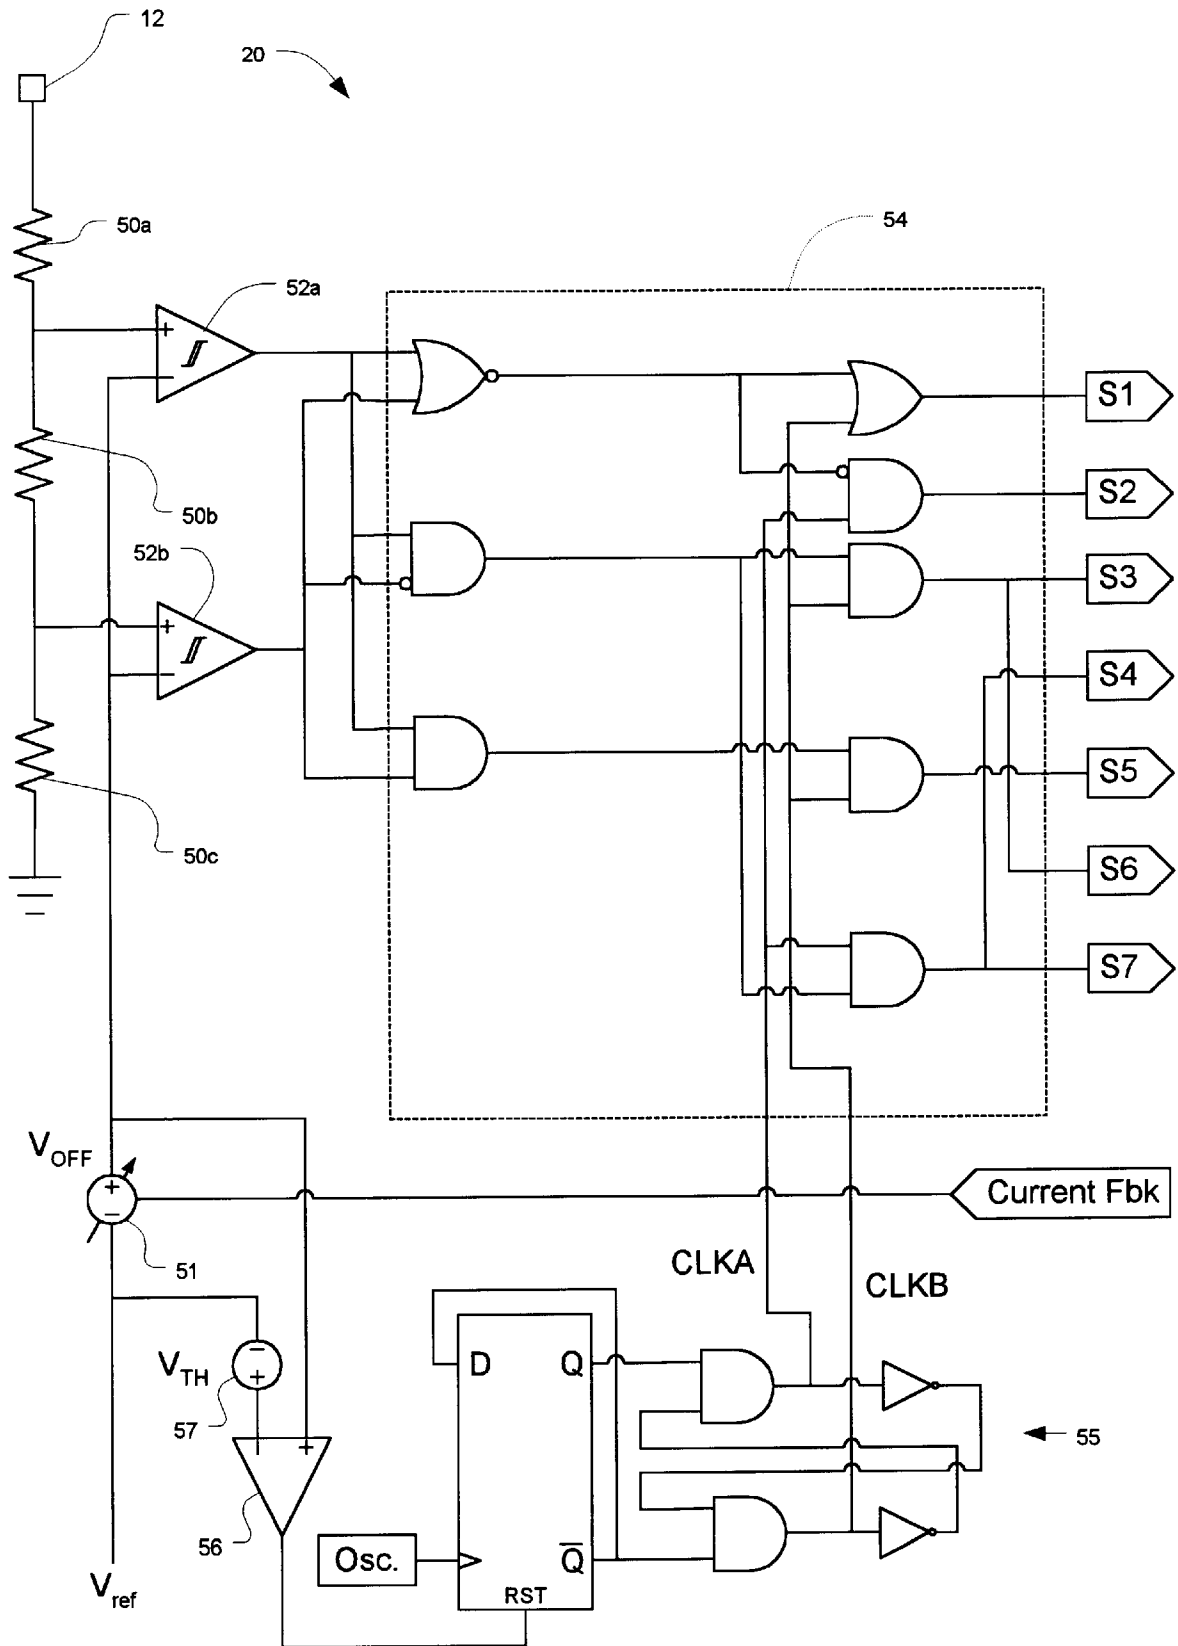 12
20
50a
54
52a
+
−
S1
50b
S2
52b
S3
+
−
S4
S5
50c
S6
S7
VOFF
+
−
Current Fbk
51
CLKA
CLKB
−
VTH
+
D
Q
57
55
− +
56
Osc.
Q̅
Vref
RST